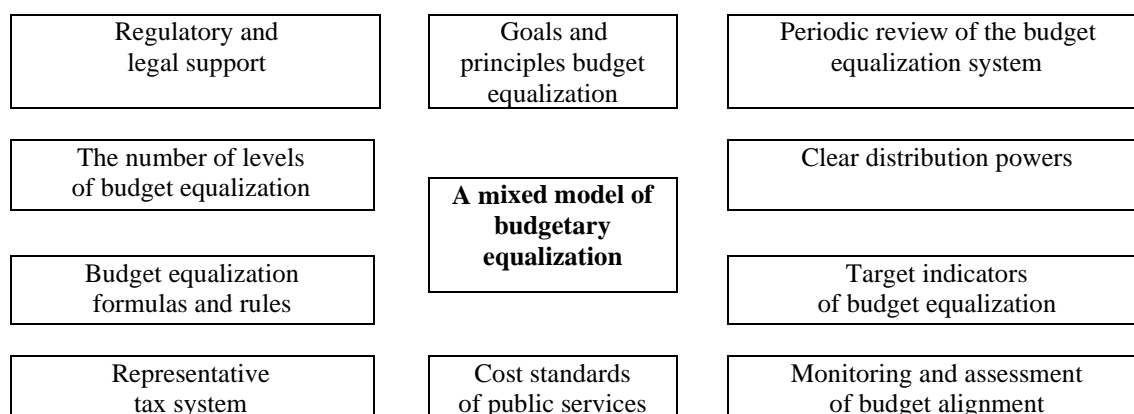 Regulatory and
legal support
Goals and
principles budget
equalization
Periodic review of the budget
equalization system
The number of levels
of budget equalization
A mixed model of
budgetary
equalization
Clear distribution powers
Budget equalization
formulas and rules
Target indicators
of budget equalization
Representative
tax system
Cost standards
of public services
Monitoring and assessment
of budget alignment